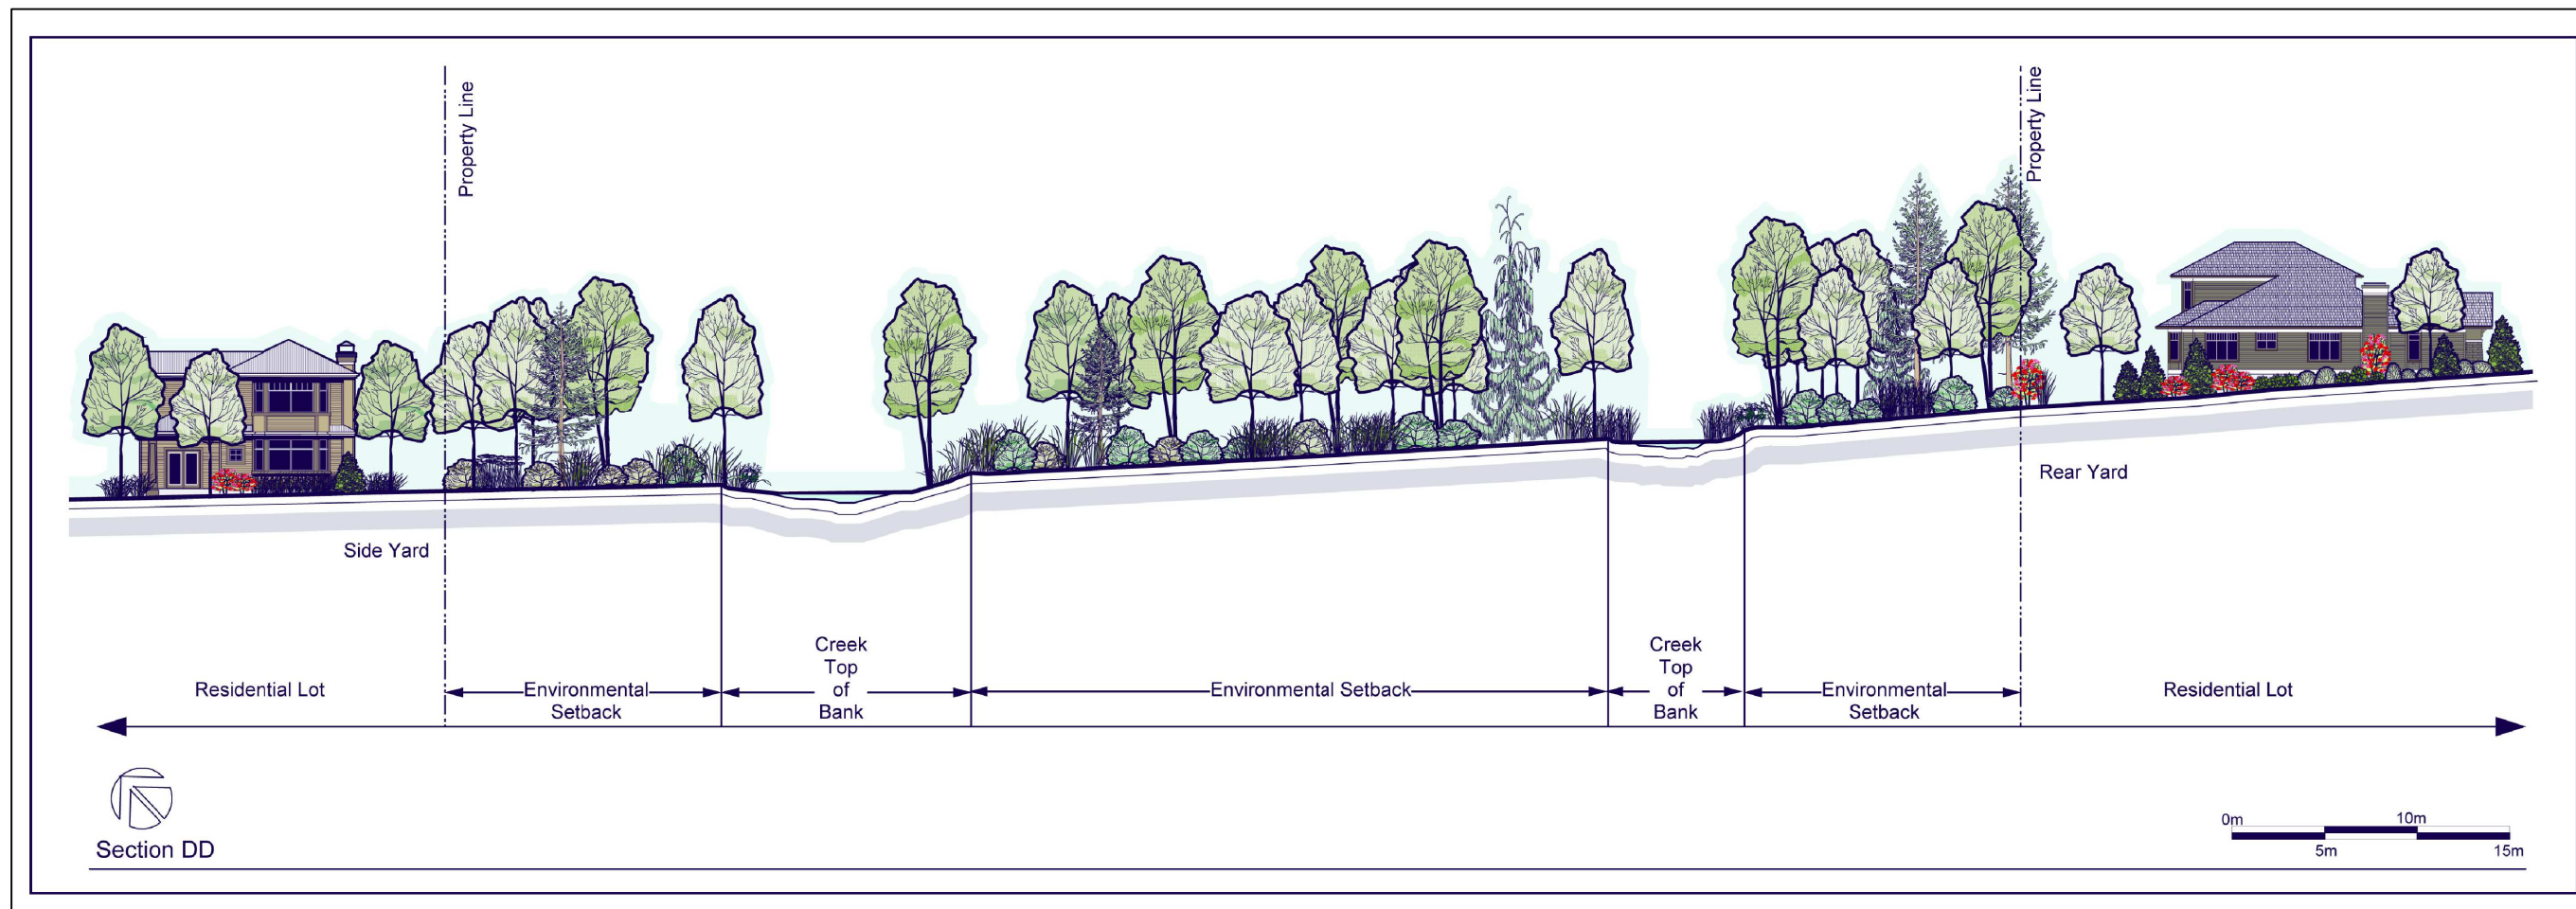 Property Line
Property Line
Side Yard
Rear Yard
Residential Lot
Environmental
Setback
Creek
Top
of
Bank
Environmental Setback
Creek
Top
of
Bank
Environmental
Setback
Residential Lot
Section DD
0m
10m
5m
15m